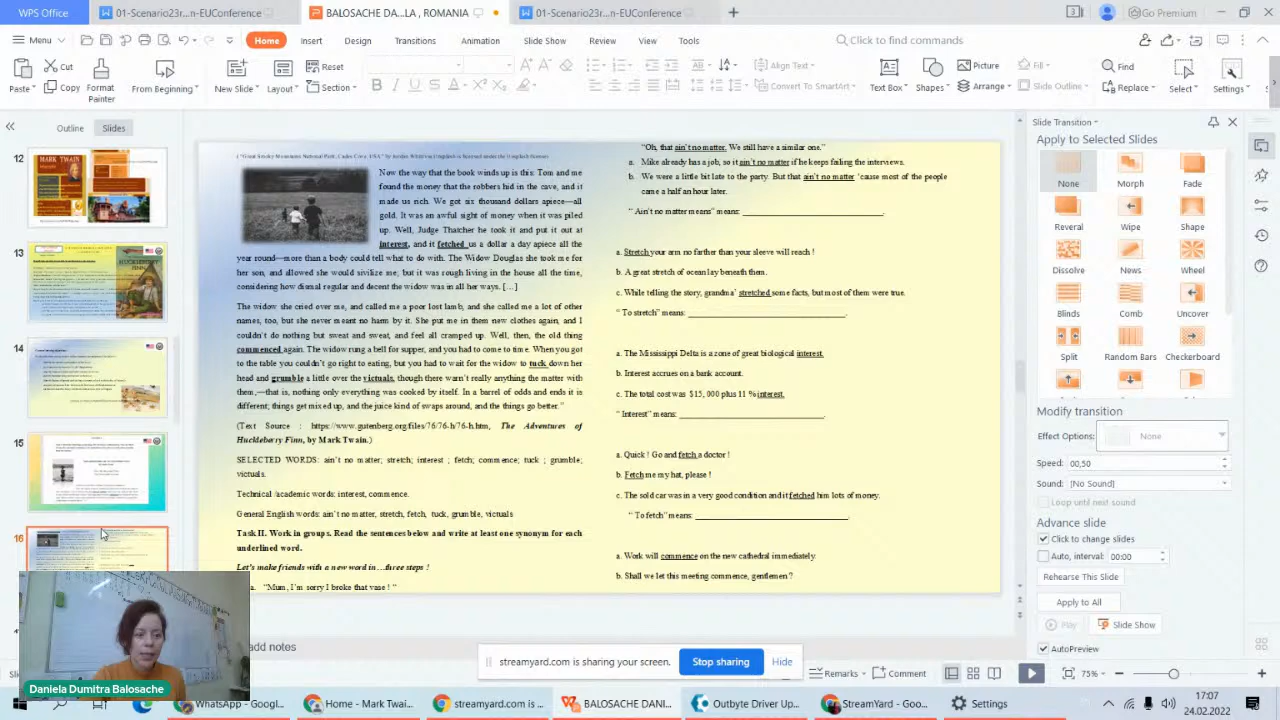 WPS Office
01-Scenario23...n-
BALOSACHE DA...LA, ROMANIA
01-Scenario23...n-
Go Premium
Menu
Home
Insert
Design
Transitions
Animation
Slide Show
Review
View
Tools
Click to find commands
Cut
Copy
Format
Painter
From Beginning
New Slide
Layout
Reset
Section
Align Text
Convert To SmartArt
Text Box
Shapes
Picture
Arrange
Fill
Slide Outline
Replace
Select
Settings
Outline
Slides
12
13
14
15
16
MARK TWAIN
Now the way that the book winds up is this: Tom and me
found the money that the robbers hid in the cave, and it
made us rich. We got six thousand dollars apiece—all
gold. It was an awful sight of money when it was piled
up. Well, Judge Thatcher he took it and put it out at
interest, and it fetched us a dollar a day apiece all the
year round—more than a body could tell what to do with. The Widow Douglas she took me for
her son, and allowed she would sivilize me; but it was rough living in the house all the time,
considering how dismal regular and decent the widow was in all her ways. [...]
The widow she cried over me, and called me a poor lost lamb, and she called me a lot of other
names, too, but she never meant no harm by it. She put me in them new clothes again, and I
couldn't do nothing but sweat and sweat, and feel all cramped up. Well, then, the old thing
commenced again. The widow rung a bell for supper, and you had to come to time. When you got
to the table you couldn't go right to eating, but you had to wait for the widow to tuck down her
head and grumble a little over the victuals, though there warn't really anything the matter with
them,—that is, nothing only everything was cooked by itself. In a barrel of odds and ends it is
different; things get mixed up, and the juice kind of swaps around, and the things go better."
(Text Source : https://www.gutenberg.org/files/76/76-h/76-h.htm, The Adventures of
Huckleberry Finn, by Mark Twain.)
SELECTED WORDS: ain´t no matter; stretch; interest ; fetch; commence; tuck ; grumble;
victuals.
Technical /academic words: interest, commence.
General English words: ain´t no matter, stretch, fetch, tuck, grumble, victuals
Task II. Work in groups. Read the sentences below and write at least one synonym for each
underlined word.
Let's make friends with a new word in…three steps !
a. "Mum, I'm sorry I broke that vase ! "
"Oh, that ain´t no matter. We still have a similar one."
a. Mike already has a job, so it ain´t no matter if he keeps failing the interviews.
b. We were a little bit late to the party. But that ain´t no matter ´cause most of the people
came a half an hour later.
" Ain´t no matter means" means:
a. Stretch your arm no farther than your sleeve will reach !
b. A great stretch of ocean lay beneath them.
c. While telling the story, grandma´ stretched some facts, but most of them were true.
" To stretch" means:
a. The Mississippi Delta is a zone of great biological interest.
b. Interest accrues on a bank account.
c. The total cost was $15, 000 plus 11 % interest.
" Interest" means:
a. Quick ! Go and fetch a doctor !
b. Fetch me my hat, please !
c. The sold car was in a very good condition and it fetched him lots of money.
" To fetch" means:
a. Work will commence on the new cathedral immediately.
b. Shall we let this meeting commence, gentlemen ?
Slide Transition
Apply to Selected Slides
None
Morph
Fade
Reveal
Wipe
Shape
Dissolve
News
Wheel
Blinds
Comb
Uncover
Split
Random Bars
Checker
Modify transition
Effect Options:
None
Speed: 00,50
Sound: [No Sound]
Loop until next sound
Advance slide
Click to change slides
Auto, interval: 00:00
Rehearse This Slide
Apply to All
Play
Slide Show
AutoPreview
add notes
streamyard.com is sharing your screen.
Stop sharing
Hide
Remarks
Comment
75%
Daniela Dumitra Balosache
WhatsApp - Googl...
Home - Mark Twai...
streamyard.com is ...
BALOSACHE DANI...
Outbyte Driver Up...
StreamYard - Goo...
Settings
17:07
24.02.2022